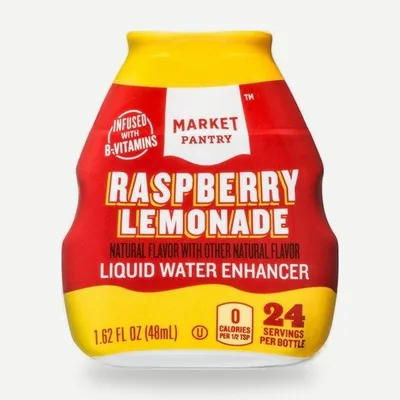 INFUSED
WITH
B-VITAMINS
MARKET
PANTRY
TM
RASPBERRY
LEMONADE
NATURAL FLAVOR WITH OTHER NATURAL FLAVOR
LIQUID WATER ENHANCER
1.62 FL OZ (48mL)
U
0
CALORIES
PER 1/2 TSP
24
SERVINGS
PER BOTTLE